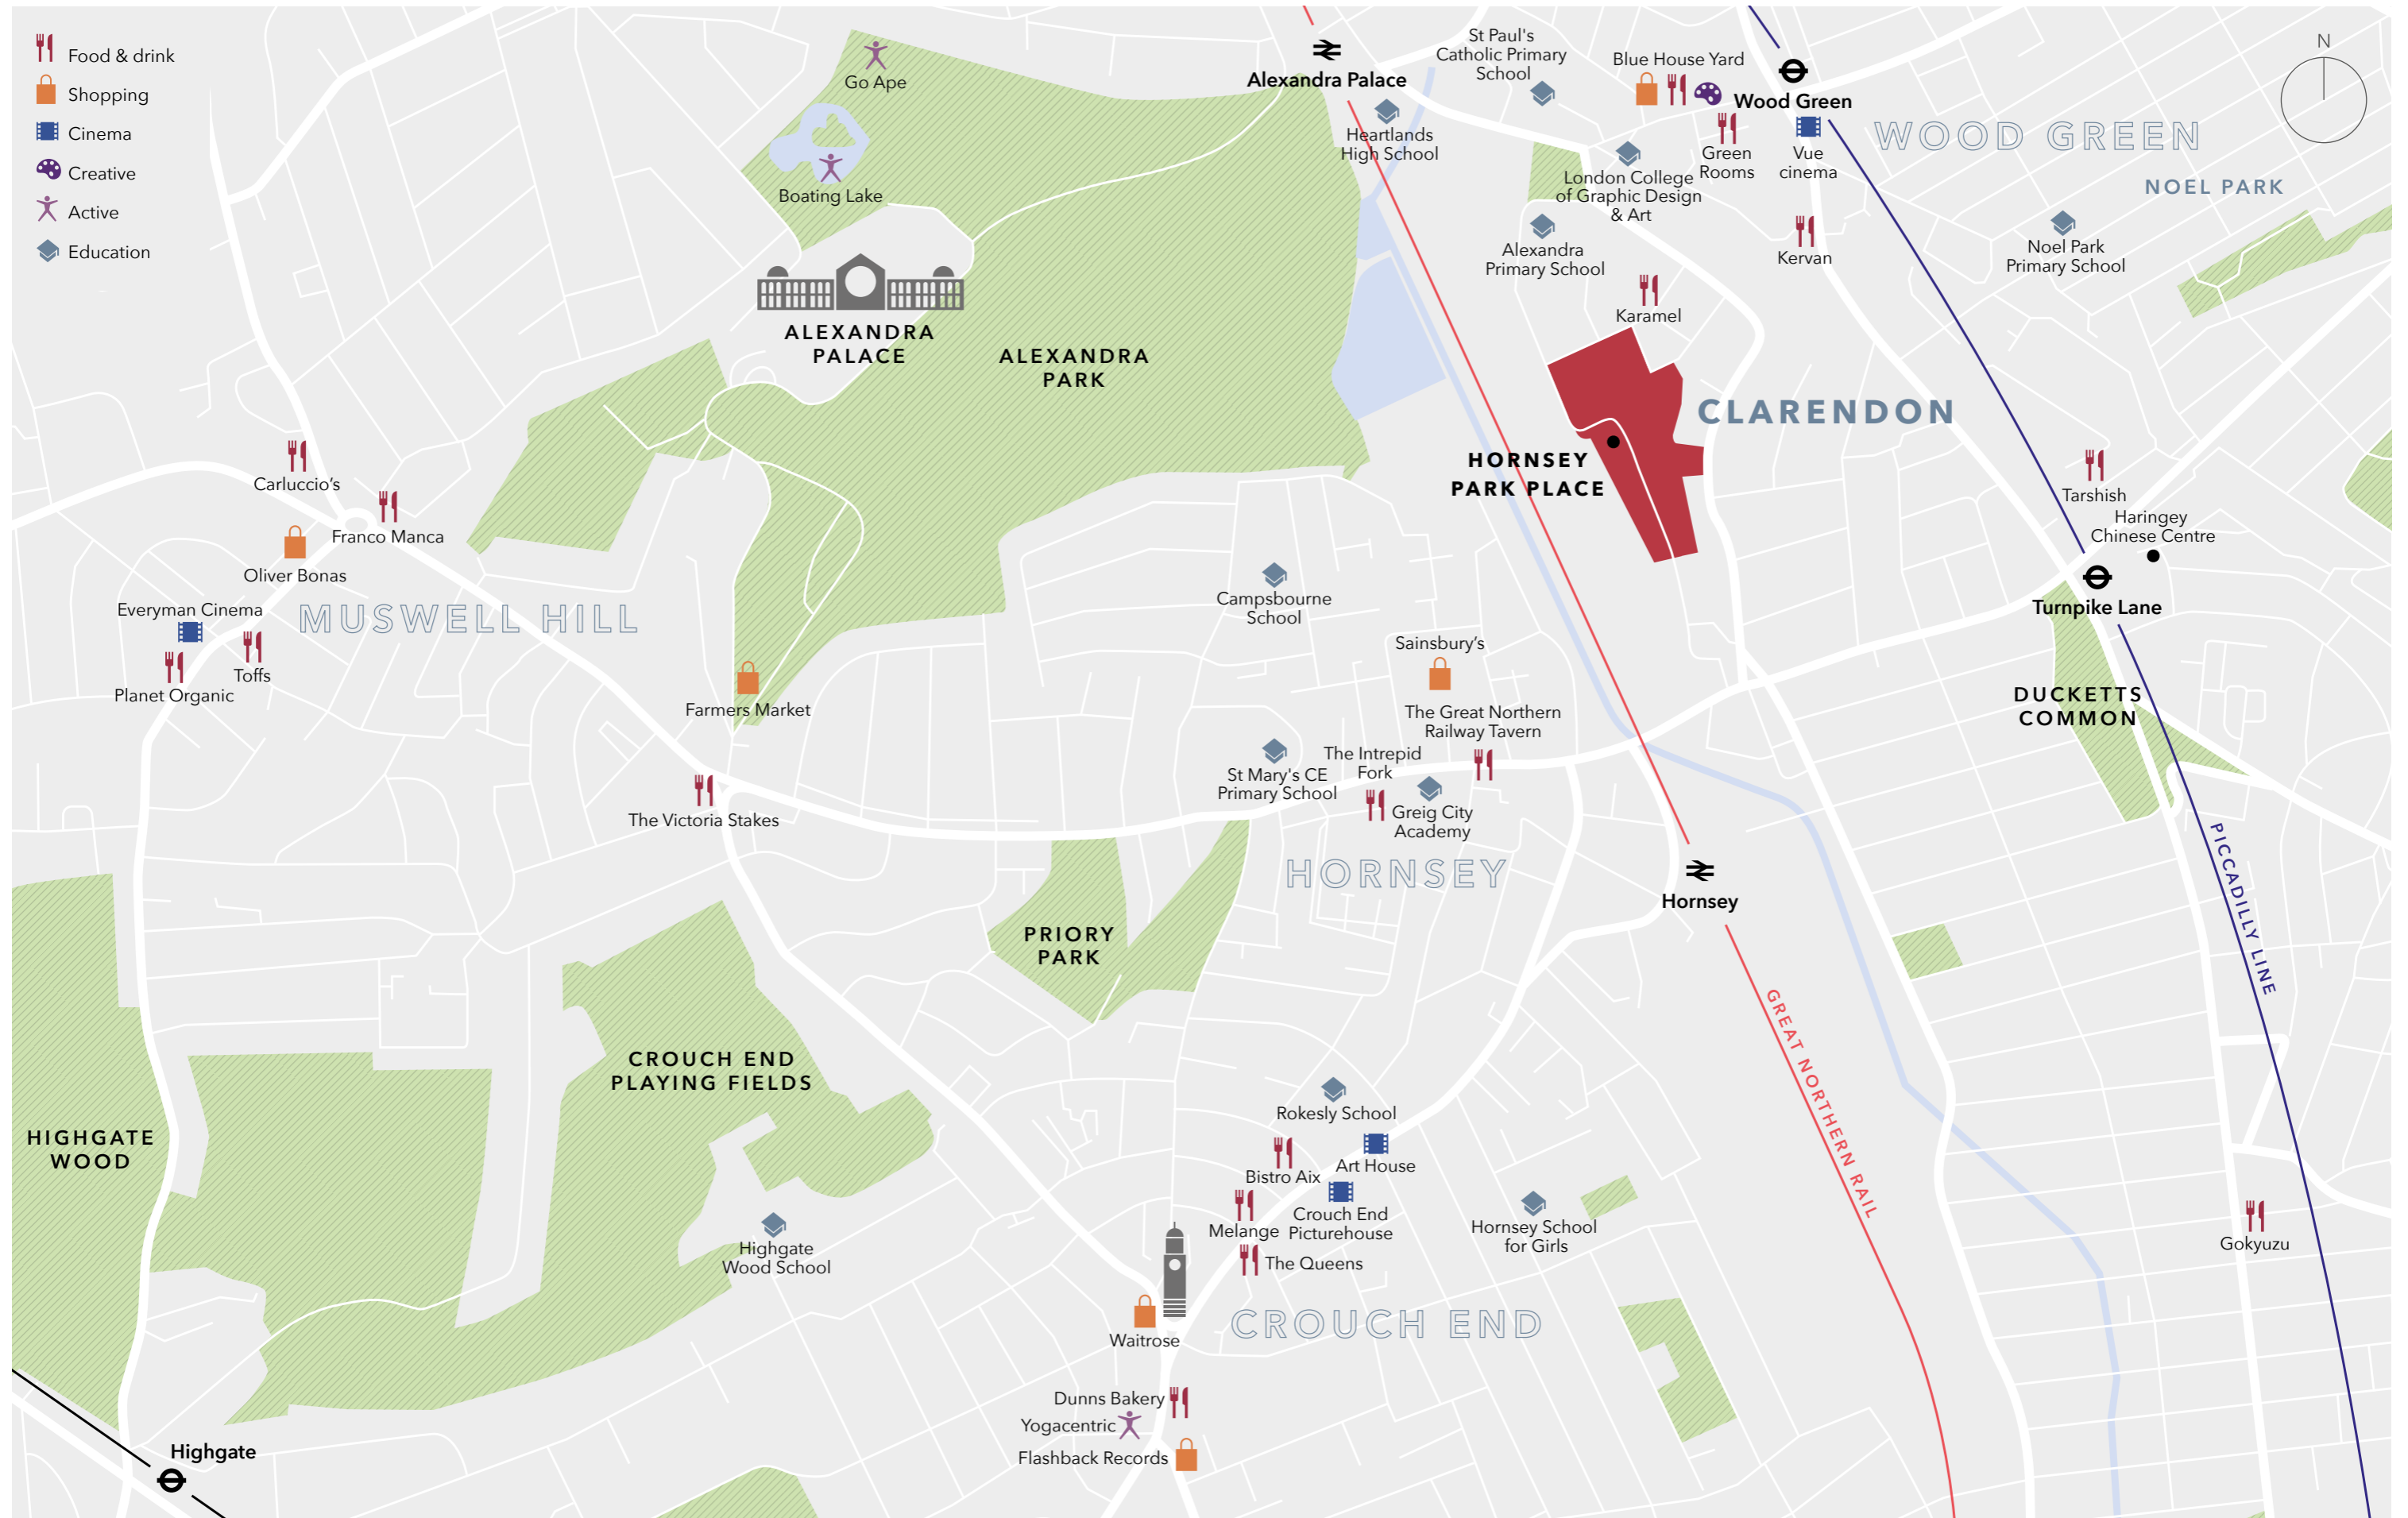 Food & drink
Shopping
Cinema
Creative
Active
Education
N
Go Ape
Boating Lake
ALEXANDRA
PALACE
ALEXANDRA
PARK
Alexandra Palace
Heartlands
High School
St Paul's
Catholic Primary
School
Blue House Yard
Wood Green
Green
Rooms
Vue
cinema
WOOD GREEN
NOEL PARK
London College
of Graphic Design
& Art
Alexandra
Primary School
Kervan
Noel Park
Primary School
Karamel
CLARENDON
HORNSEY
PARK PLACE
Tarshish
Haringey
Chinese Centre
Turnpike Lane
DUCKETTS
COMMON
Carluccio’s
Franco Manca
Oliver Bonas
Everyman Cinema
MUSWELL HILL
Toffs
Planet Organic
Farmers Market
The Victoria Stakes
Campsbourne
School
Sainsbury’s
The Great Northern
Railway Tavern
The Intrepid
Fork
St Mary's CE
Primary School
Greig City
Academy
HORNSEY
Hornsey
PRIORY
PARK
PICCADILLY LINE
GREAT NORTHERN RAIL
CROUCH END
PLAYING FIELDS
HIGHGATE
WOOD
Highgate
Wood School
Rokesly School
Art House
Bistro Aix
Crouch End
Picturehouse
Melange
The Queens
Hornsey School
for Girls
Gokyuzu
Waitrose
CROUCH END
Dunns Bakery
Yogacentric
Flashback Records
Highgate